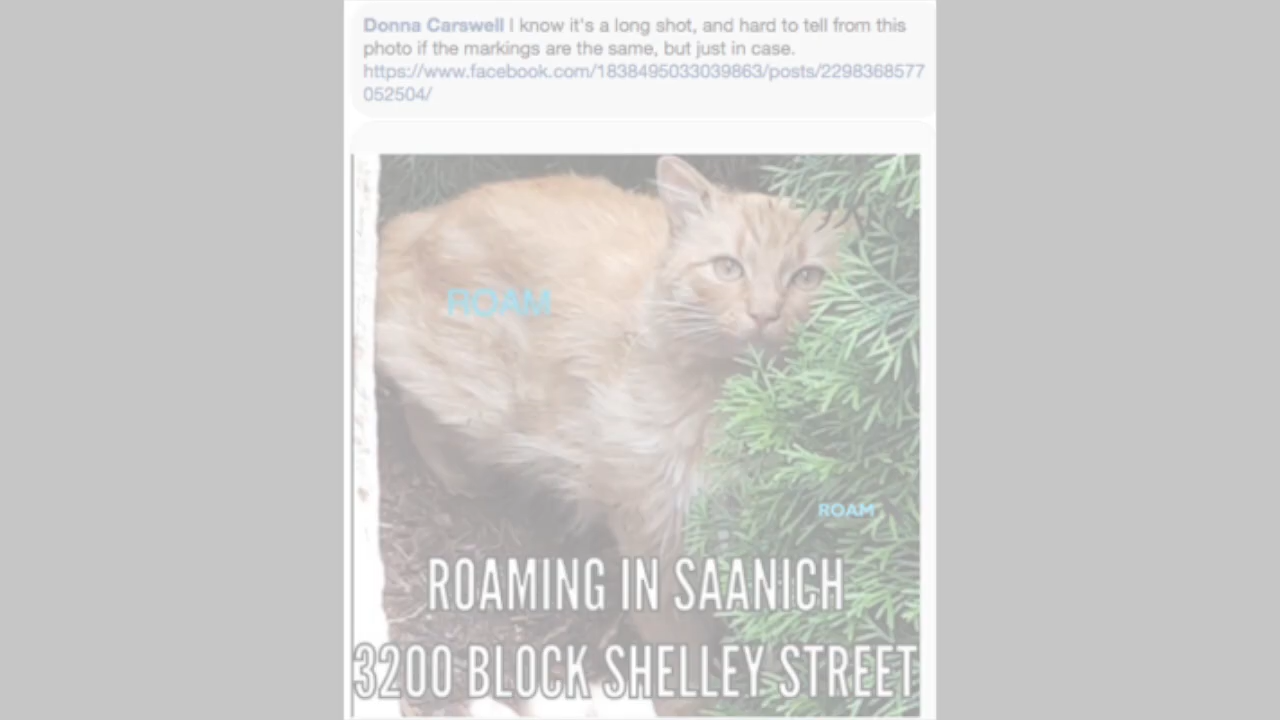 Donna Carswell I know it's a long shot, and hard to tell from this
photo if the markings are the same, but just in case.
https://www.facebook.com/1838495033039863/posts/2298368577
052504/
ROAM
ROAM
ROAMING IN SAANICH
3200 BLOCK SHELLEY STREET